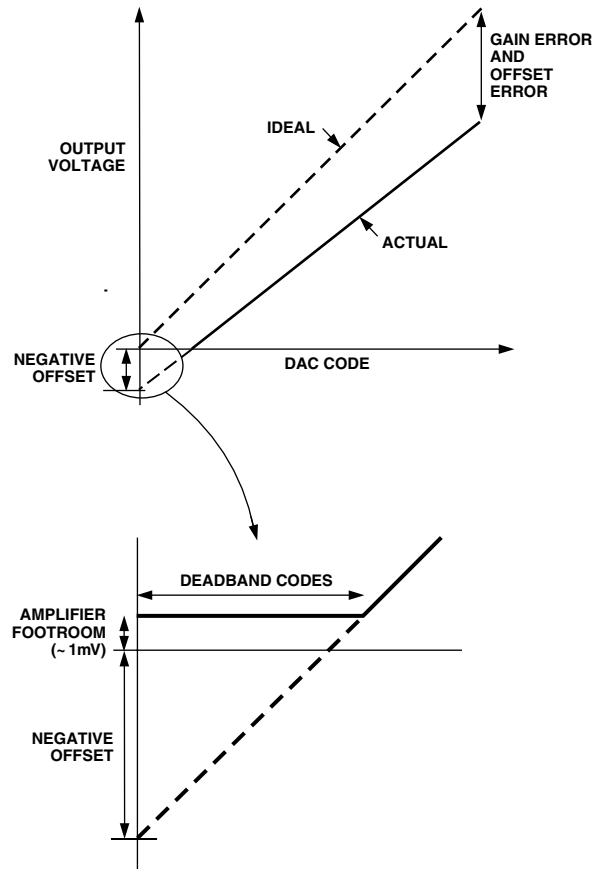 GAIN ERROR
AND
OFFSET
ERROR
IDEAL
OUTPUT
VOLTAGE
ACTUAL
NEGATIVE
OFFSET
DAC CODE
DEADBAND CODES
AMPLIFIER
FOOTROOM
(~ 1mV)
NEGATIVE
OFFSET